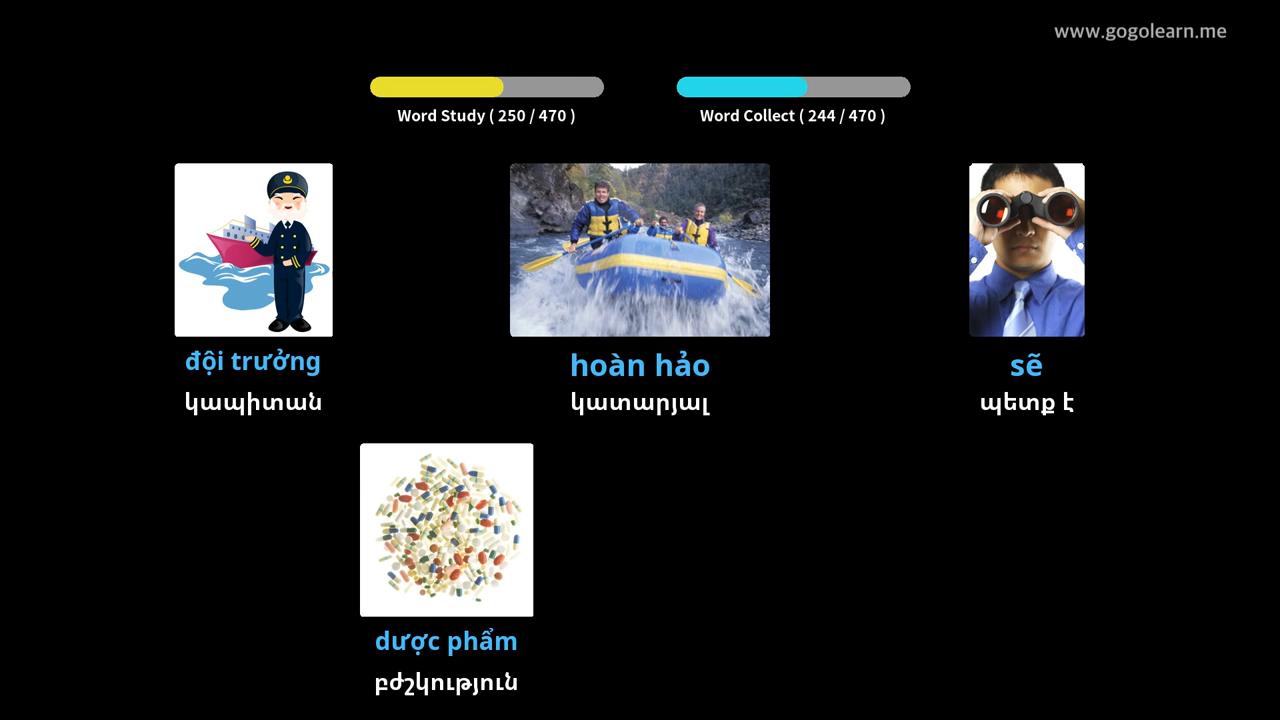 www.gogolearn.me
Word Study ( 250 / 470 )
Word Collect ( 244 / 470 )
đội trưởng
կապիտան
hoàn hảo
կատարյալ
sẽ
պետք է
dược phẩm
բժշկություն